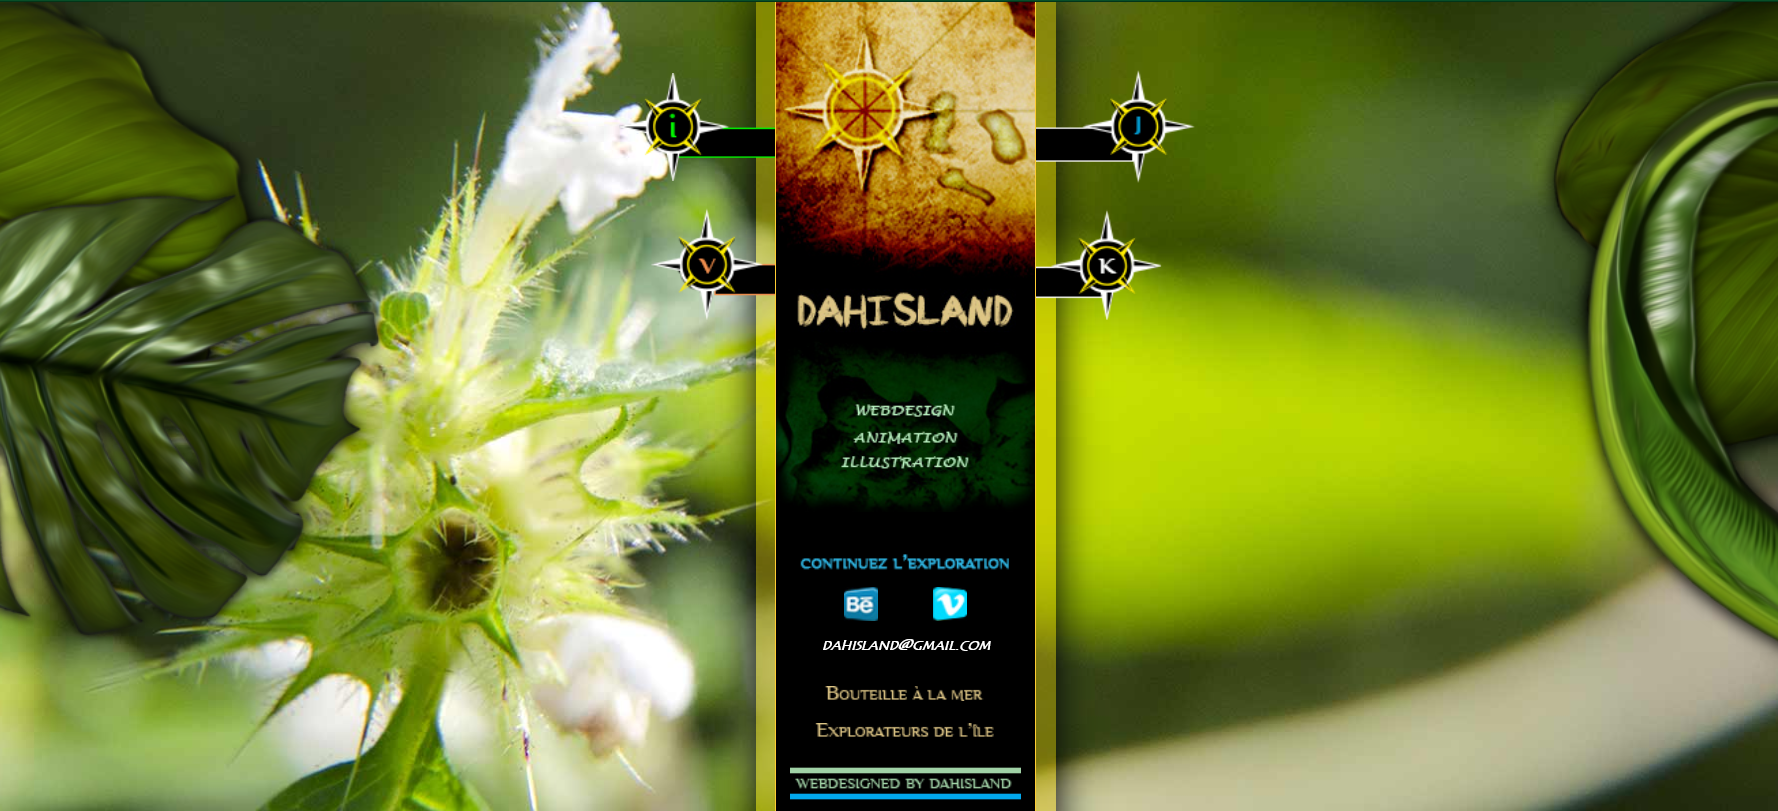 i
J
V
K
DAHISLAND
WEBDESIGN
ANIMATION
ILLUSTRATION
CONTINUEZ L'EXPLORATION
Bē
V
DAHISLAND@GMAIL.COM
BOUTEILLE À LA MER
EXPLORATEURS DE L'ÎLE
WEBDESIGNED BY DAHISLAND